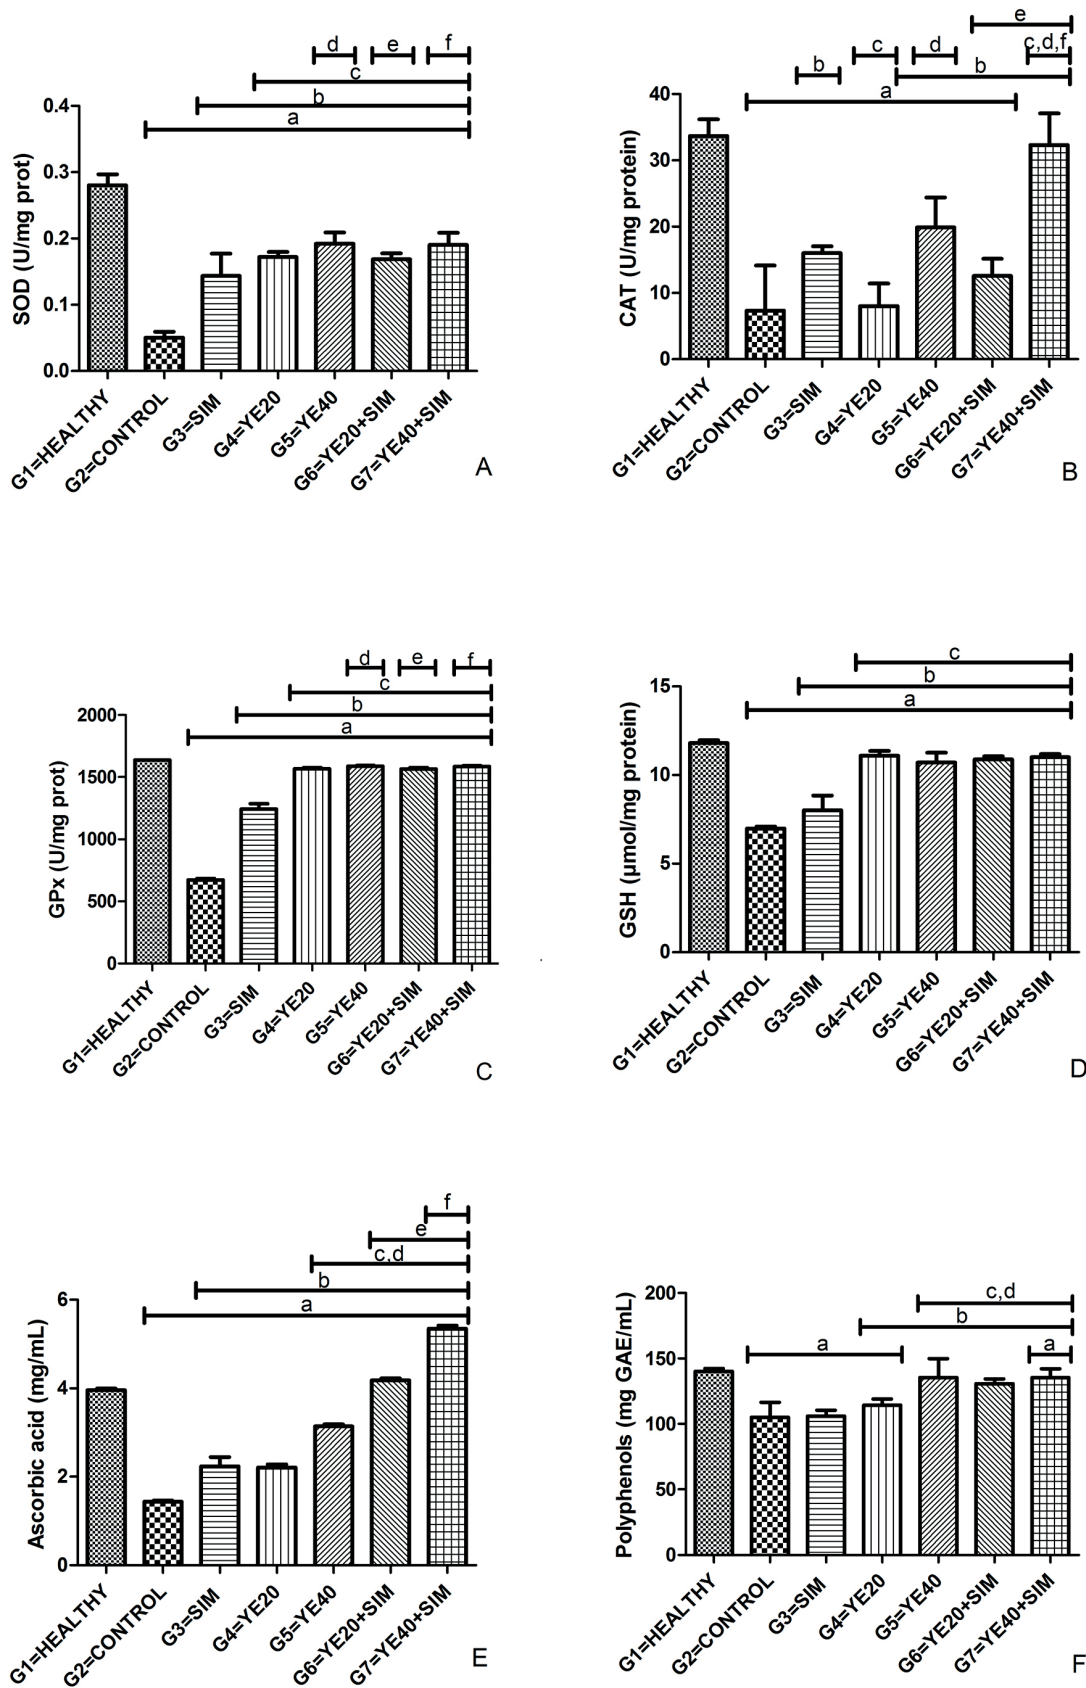 d e f
c
b
a
SOD (U/mg prot)
0.4
0.3
0.2
0.1
0.0
G1=HEALTHY
G2=CONTROL
G3=SIM
G4=YE20
G5=YE40
G6=YE20+SIM
G7=YE40+SIM
A
e
c,d,f
b c d
b
a
CAT (U/mg protein)
40
30
20
10
0
G1=HEALTHY
G2=CONTROL
G3=SIM
G4=YE20
G5=YE40
G6=YE20+SIM
G7=YE40+SIM
B
d e f
c
b
a
GPx (U/mg prot)
2000
1500
1000
500
0
G1=HEALTHY
G2=CONTROL
G3=SIM
G4=YE20
G5=YE40
G6=YE20+SIM
G7=YE40+SIM
C
c
b
a
GSH (µmol/mg protein)
15
10
5
0
G1=HEALTHY
G2=CONTROL
G3=SIM
G4=YE20
G5=YE40
G6=YE20+SIM
G7=YE40+SIM
D
f
e
c,d
b
a
Ascorbic acid (mg/mL)
6
4
2
0
G1=HEALTHY
G2=CONTROL
G3=SIM
G4=YE20
G5=YE40
G6=YE20+SIM
G7=YE40+SIM
E
c,d
b
a a
Polyphenols (mg GAE/mL)
200
150
100
50
0
G1=HEALTHY
G2=CONTROL
G3=SIM
G4=YE20
G5=YE40
G6=YE20+SIM
G7=YE40+SIM
F